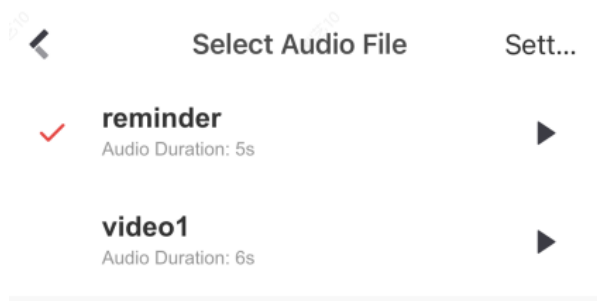 Select Audio File Sett...
reminder
Audio Duration: 5s
video1
Audio Duration: 6s